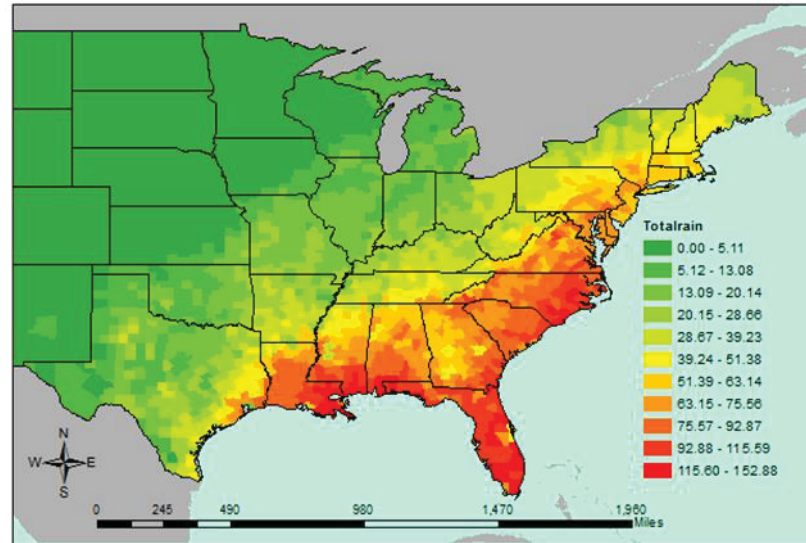 Totalrain
0.00 - 5.11
5.12 - 13.08
13.09 - 20.14
20.15 - 28.66
28.67 - 39.23
39.24 - 51.38
51.39 - 63.14
63.15 - 75.56
75.57 - 92.87
92.88 - 115.59
115.60 - 152.88
N
W E
S
0 245 490 980 1,470 1,960
Miles